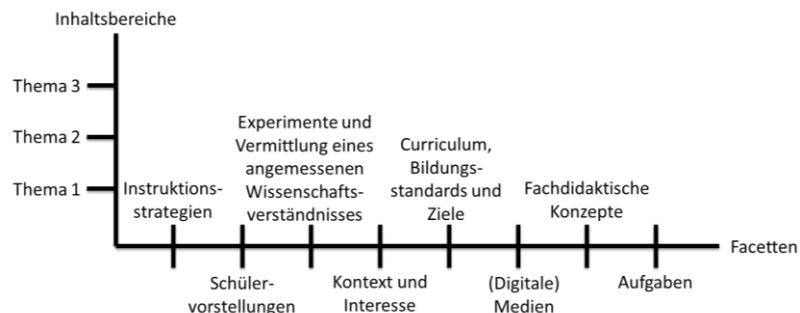 Inhaltsbereiche
Thema 3
Thema 2
Thema 1
Instruktions-
strategien
Experimente und
Vermittlung eines
angemessenen
Wissenschafts-
verständnisses
Curriculum,
Bildungs-
standards und
Ziele
Fachdidaktische
Konzepte
Facetten
Schüler-
vorstellungen
Kontext und
Interesse
(Digitale)
Medien
Aufgaben